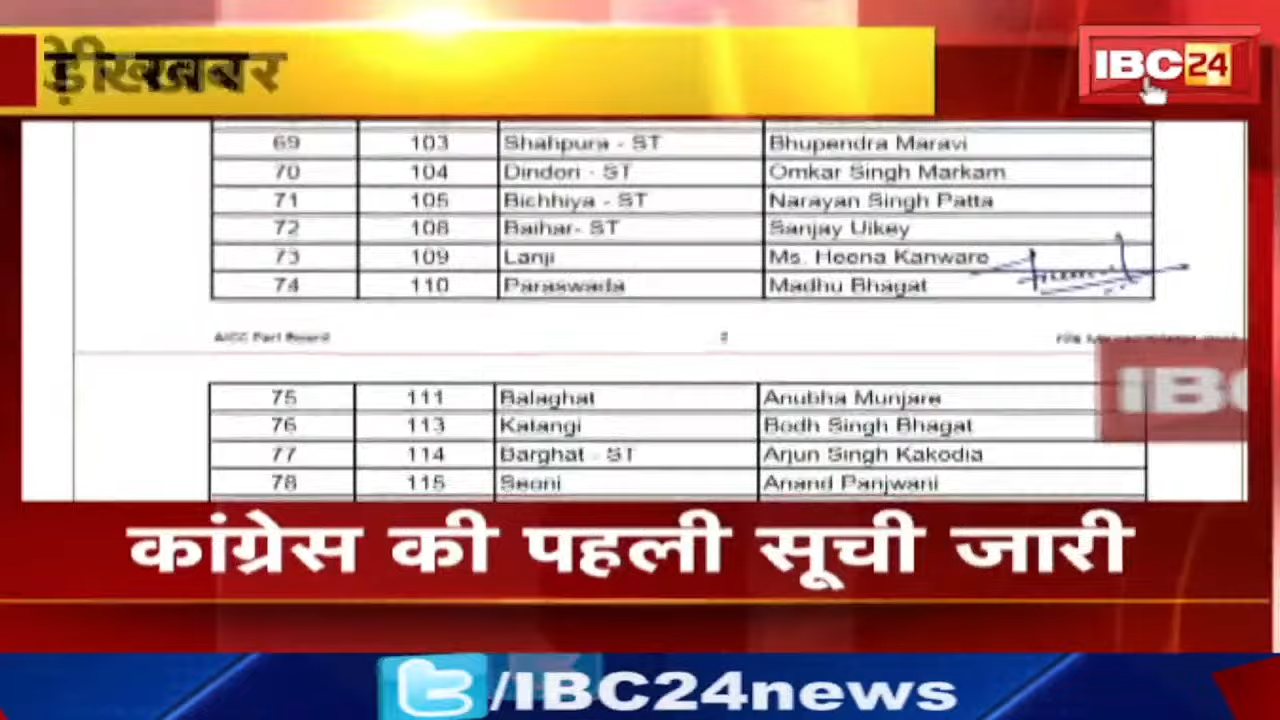 IBC24
69 103 Shahpura - ST Bhupendra Maravi
70 104 Dindori - ST Omkar Singh Markam
71 105 Bichhiya - ST Narayan Singh Patta
72 108 Baihar- ST Sanjay Uikey
73 109 Lanji Ms. Heena Kanware
74 110 Paraswada Madhu Bhagat
75 111 Balaghat Anubha Munjare
76 113 Katangi Bodh Singh Bhagat
77 114 Barghat - ST Arjun Singh Kakodia
78 115 Seoni Anand Panjwani
कांग्रेस की पहली सूची जारी
/IBC24news